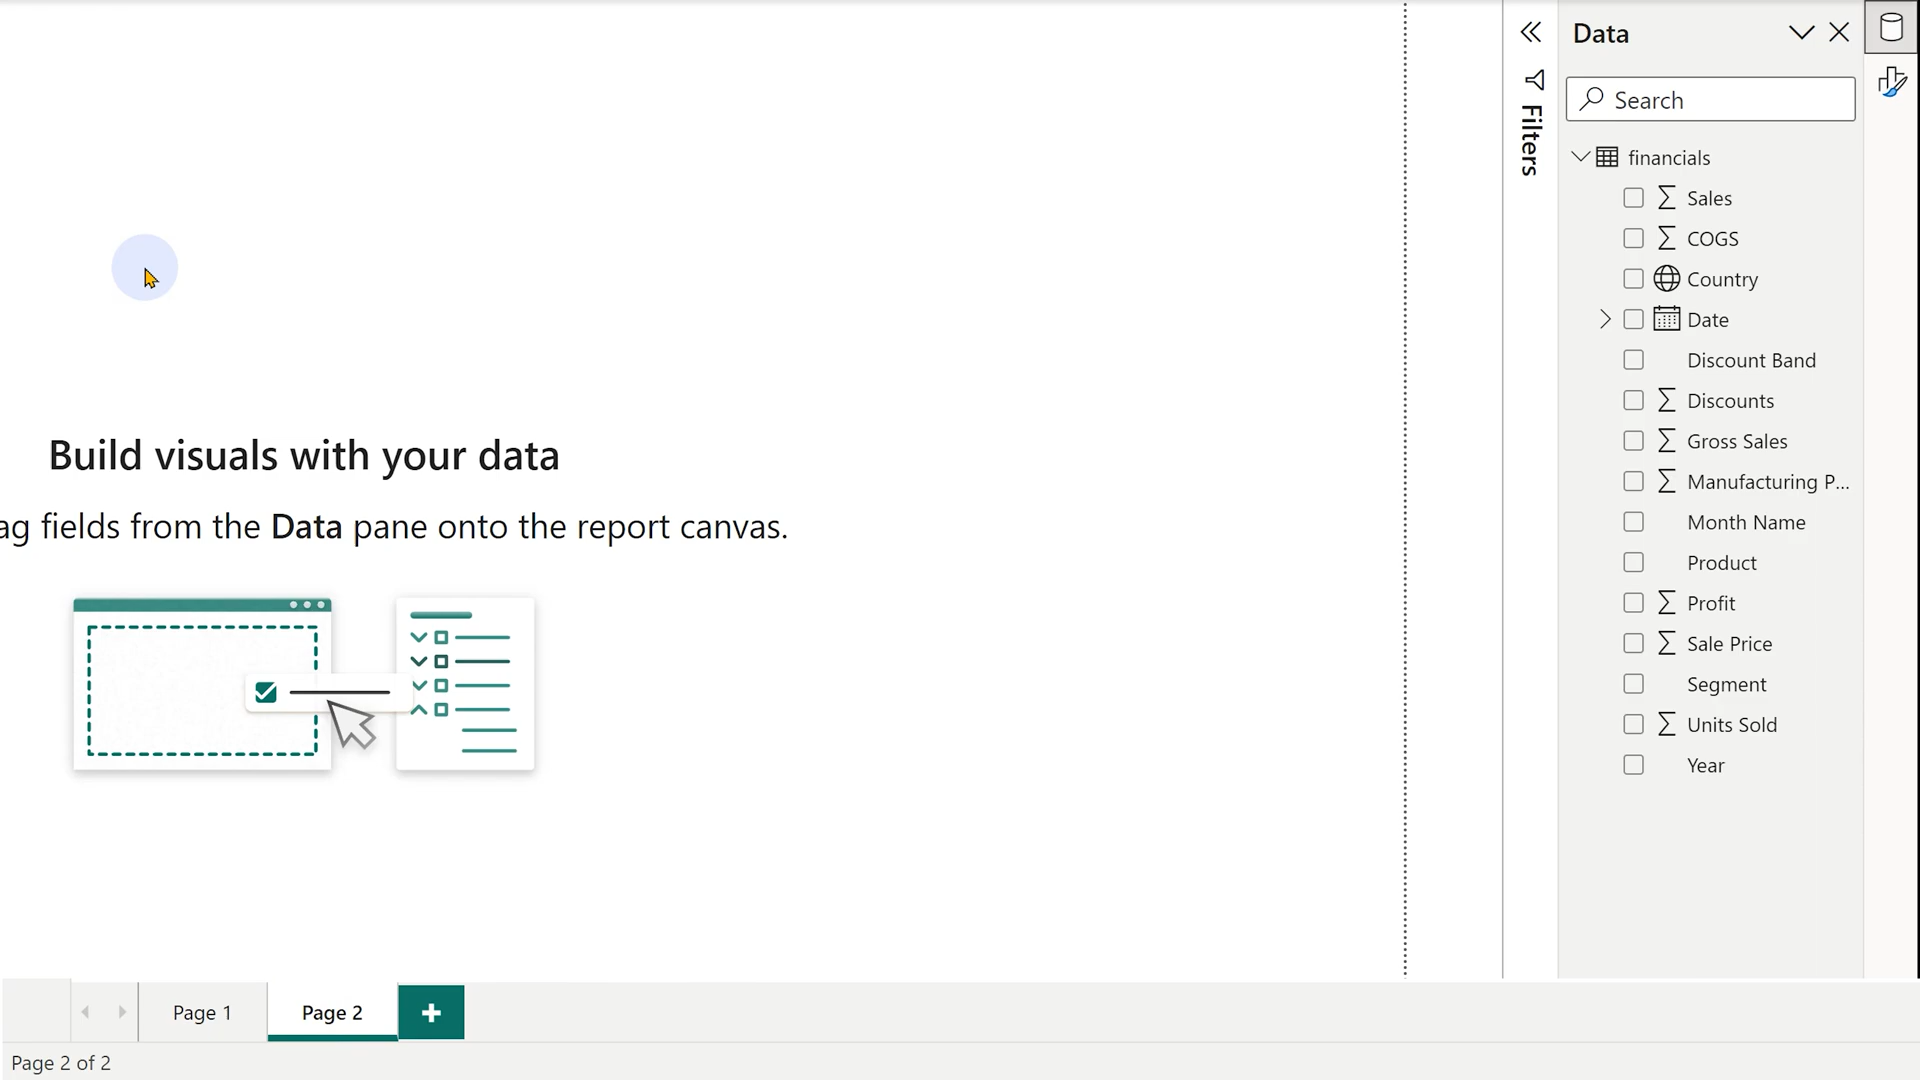 Build visuals with your data
ag fields from the Data pane onto the report canvas.
Filters
Data
Search
financials
Sales
COGS
Country
Date
Discount Band
Discounts
Gross Sales
Manufacturing P...
Month Name
Product
Profit
Sale Price
Segment
Units Sold
Year
Page 1
Page 2
Page 2 of 2